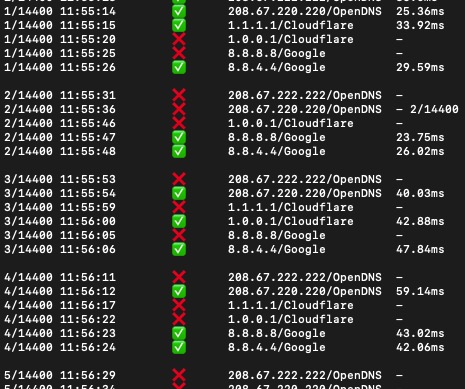 1/14400 11:55:14 ✅ 208.67.220.220/OpenDNS 25.36ms
1/14400 11:55:15 ✅ 1.1.1.1/Cloudflare 33.92ms
1/14400 11:55:20 ❌ 1.0.0.1/Cloudflare –
1/14400 11:55:25 ❌ 8.8.8.8/Google –
1/14400 11:55:26 ✅ 8.8.4.4/Google 29.59ms
2/14400 11:55:31 ❌ 208.67.222.222/OpenDNS –
2/14400 11:55:36 ❌ 208.67.220.220/OpenDNS – 2/14400
2/14400 11:55:46 ❌ 1.0.0.1/Cloudflare –
2/14400 11:55:47 ✅ 8.8.8.8/Google 23.75ms
2/14400 11:55:48 ✅ 8.8.4.4/Google 26.02ms
3/14400 11:55:53 ❌ 208.67.222.222/OpenDNS –
3/14400 11:55:54 ✅ 208.67.220.220/OpenDNS 40.03ms
3/14400 11:55:59 ❌ 1.1.1.1/Cloudflare –
3/14400 11:56:00 ✅ 1.0.0.1/Cloudflare 42.88ms
3/14400 11:56:05 ❌ 8.8.8.8/Google –
3/14400 11:56:06 ✅ 8.8.4.4/Google 47.84ms
4/14400 11:56:11 ❌ 208.67.222.222/OpenDNS –
4/14400 11:56:12 ✅ 208.67.220.220/OpenDNS 59.14ms
4/14400 11:56:17 ❌ 1.1.1.1/Cloudflare –
4/14400 11:56:22 ❌ 1.0.0.1/Cloudflare –
4/14400 11:56:23 ✅ 8.8.8.8/Google 43.02ms
4/14400 11:56:24 ✅ 8.8.4.4/Google 42.06ms
5/14400 11:56:29 ❌ 208.67.222.222/OpenDNS –